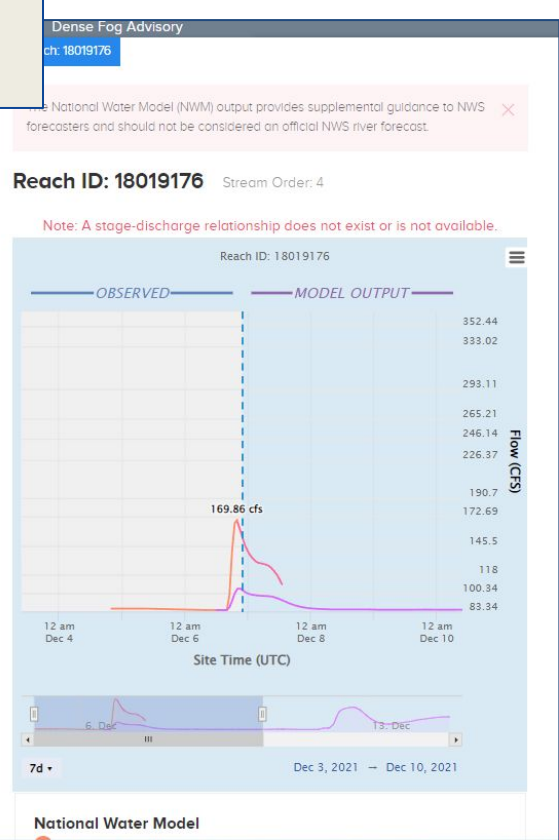 Dense Fog Advisory
ch: 18019176
The National Water Model (NWM) output provides supplemental guidance to NWS
forecasters and should not be considered an official NWS river forecast.
Reach ID: 18019176 Stream Order: 4
Note: A stage-discharge relationship does not exist or is not available.
Reach ID: 18019176
OBSERVED MODEL OUTPUT
352.44
333.02
293.11
265.21
246.14
226.37
190.7
172.69
145.5
118
100.34
83.34
Flow (CFS)
169.86 cfs
12 am 12 am 12 am 12 am
Dec 4 Dec 6 Dec 8 Dec 10
Site Time (UTC)
6. Dec 13. Dec
7d Dec 3, 2021 → Dec 10, 2021
National Water Model